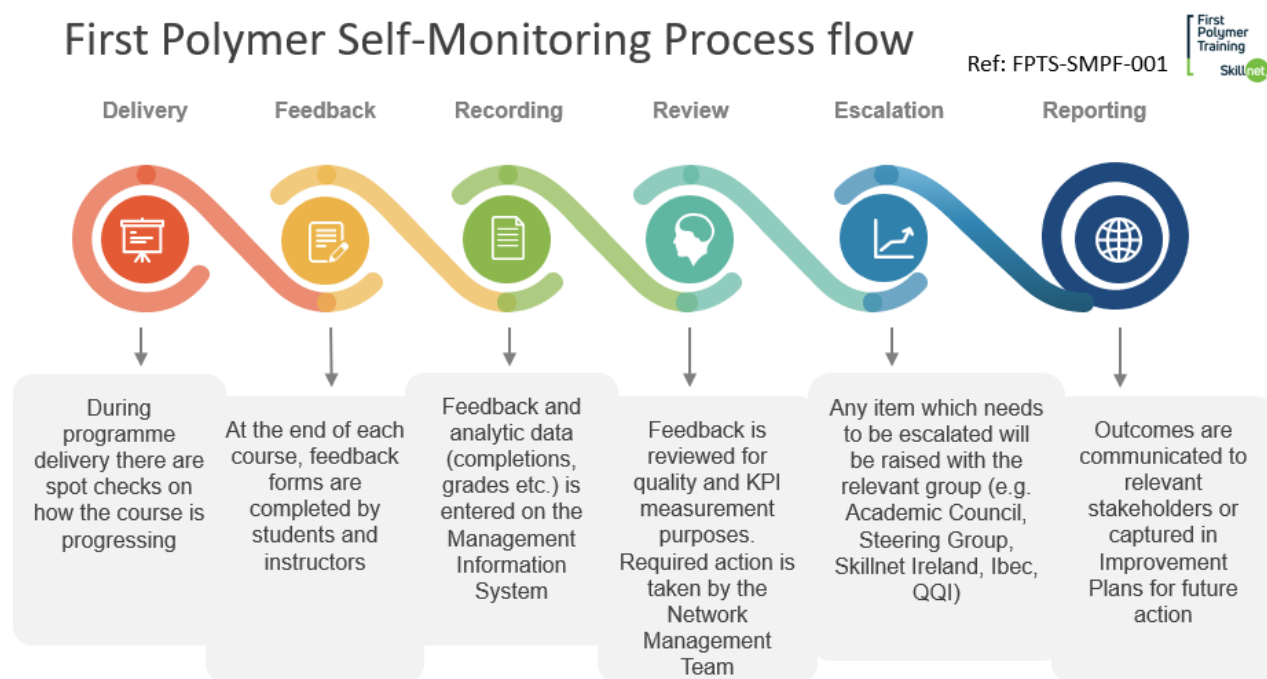 First Polymer Self-Monitoring Process flow
Ref: FPTS-SMPF-001
First
Polymer
Training
Skillnet
Delivery
Feedback
Recording
Review
Escalation
Reporting
During
programme
delivery there are
spot checks on
how the course is
progressing
At the end of each
course, feedback
forms are
completed by
students and
instructors
Feedback and
analytic data
(completions,
grades etc.) is
entered on the
Management
Information
System
Feedback is
reviewed for
quality and KPI
measurement
purposes.
Required action is
taken by the
Network
Management
Team
Any item which needs
to be escalated will
be raised with the
relevant group (e.g.
Academic Council,
Steering Group,
Skillnet Ireland, Ibec,
QQI)
Outcomes are
communicated to
relevant
stakeholders or
captured in
Improvement
Plans for future
action